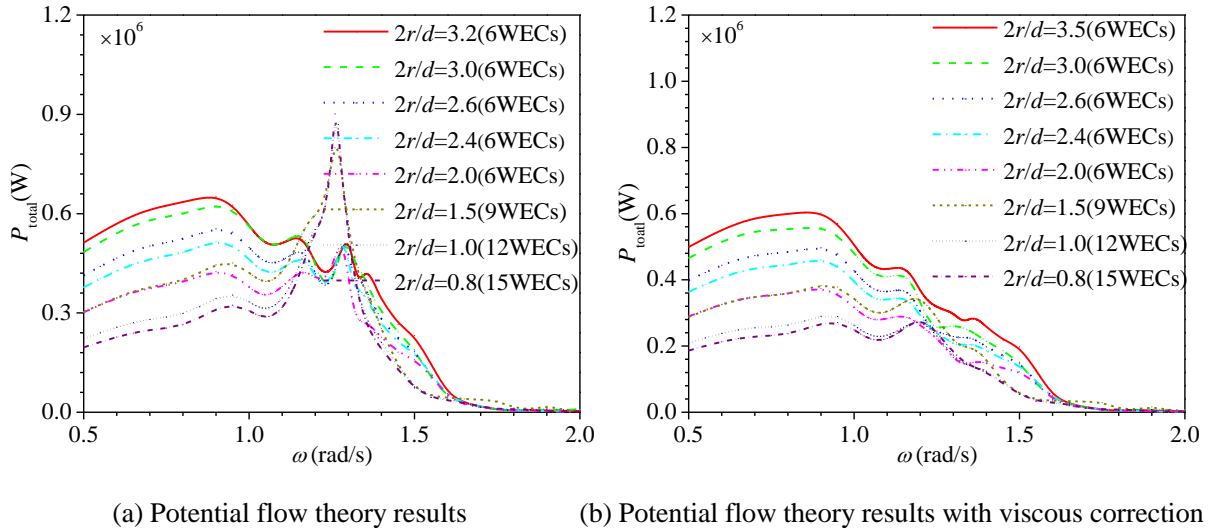 1.2
×10⁶
2r/d=3.2(6WECs)
2r/d=3.0(6WECs)
2r/d=2.6(6WECs)
2r/d=2.4(6WECs)
2r/d=2.0(6WECs)
2r/d=1.5(9WECs)
2r/d=1.0(12WECs)
2r/d=0.8(15WECs)
0.9
0.6
0.3
0.0
P_total(W)
0.5 1.0 1.5 2.0
ω (rad/s)
(a) Potential flow theory results
1.2
×10⁶
2r/d=3.5(6WECs)
2r/d=3.0(6WECs)
2r/d=2.6(6WECs)
2r/d=2.4(6WECs)
2r/d=2.0(6WECs)
2r/d=1.5(9WECs)
2r/d=1.0(12WECs)
2r/d=0.8(15WECs)
1.0
0.8
0.6
0.4
0.2
0.0
P_toatl(W)
0.5 1.0 1.5 2.0
ω (rad/s)
(b) Potential flow theory results with viscous correction